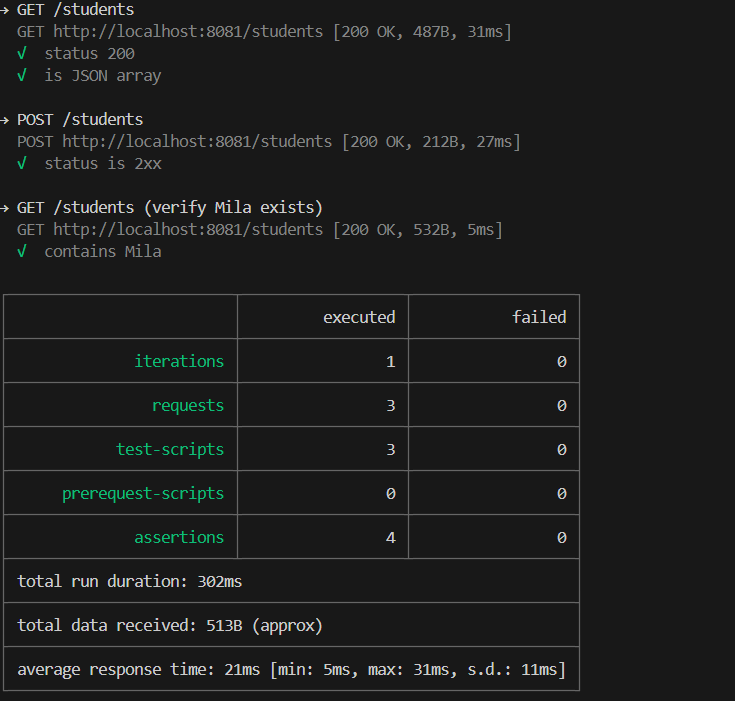 → GET /students
GET http://localhost:8081/students [200 OK, 487B, 31ms]
√ status 200
√ is JSON array
→ POST /students
POST http://localhost:8081/students [200 OK, 212B, 27ms]
√ status is 2xx
→ GET /students (verify Mila exists)
GET http://localhost:8081/students [200 OK, 532B, 5ms]
√ contains Mila
executed failed
iterations 1 0
requests 3 0
test-scripts 3 0
prerequest-scripts 0 0
assertions 4 0
total run duration: 302ms
total data received: 513B (approx)
average response time: 21ms [min: 5ms, max: 31ms, s.d.: 11ms]